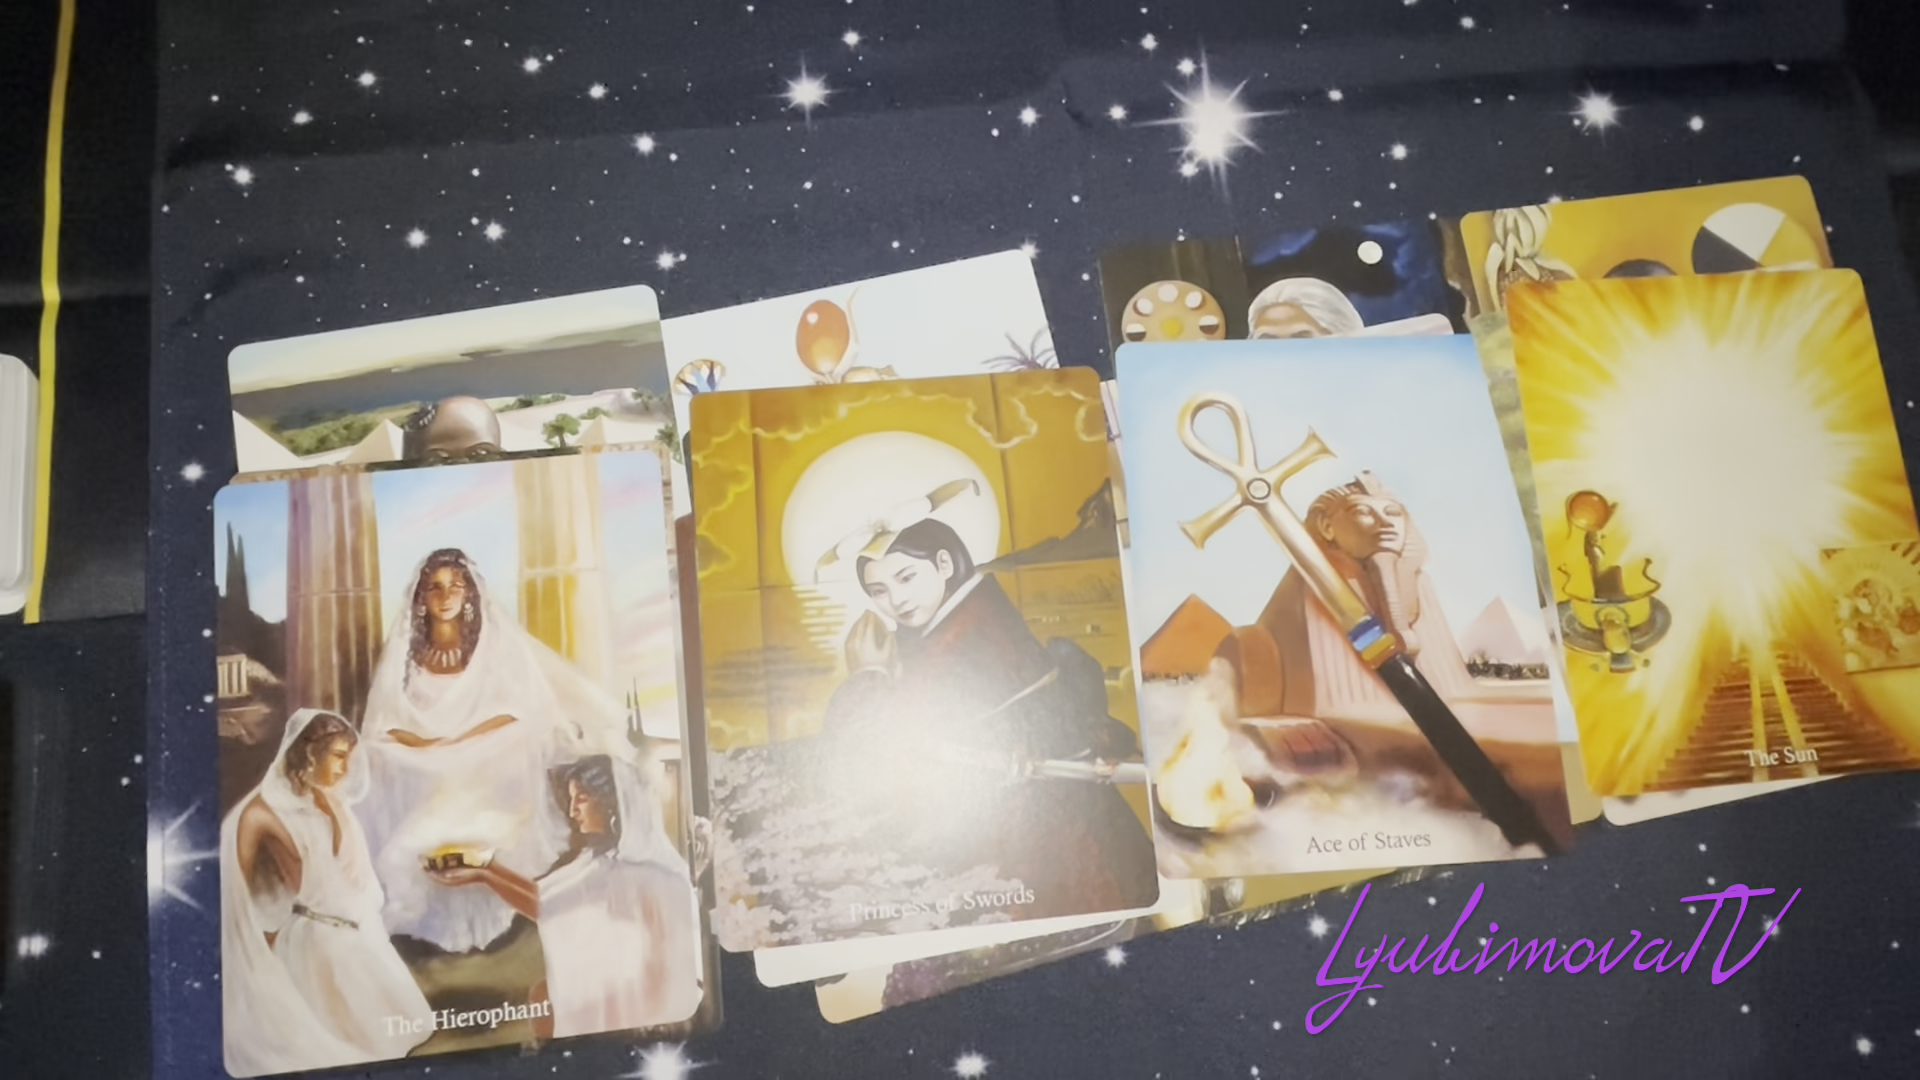 The Sun
Ace of Staves
Princess of Swords
The Hierophant
LyubimovaTV